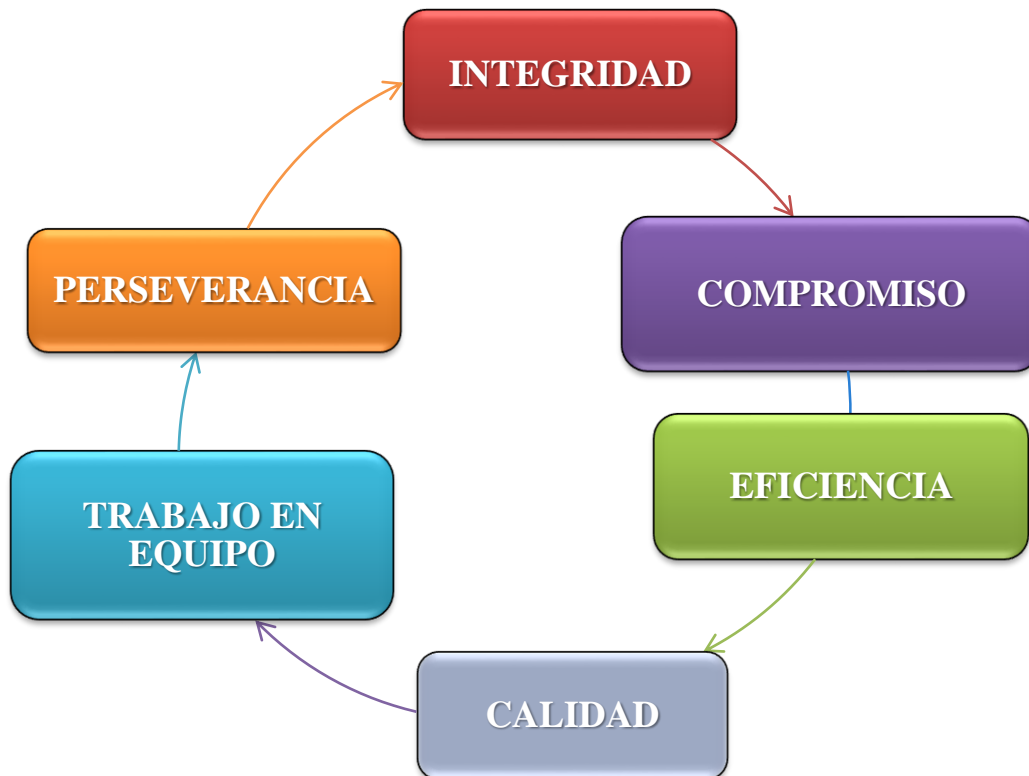 INTEGRIDAD
COMPROMISO
EFICIENCIA
CALIDAD
TRABAJO EN
EQUIPO
PERSEVERANCIA